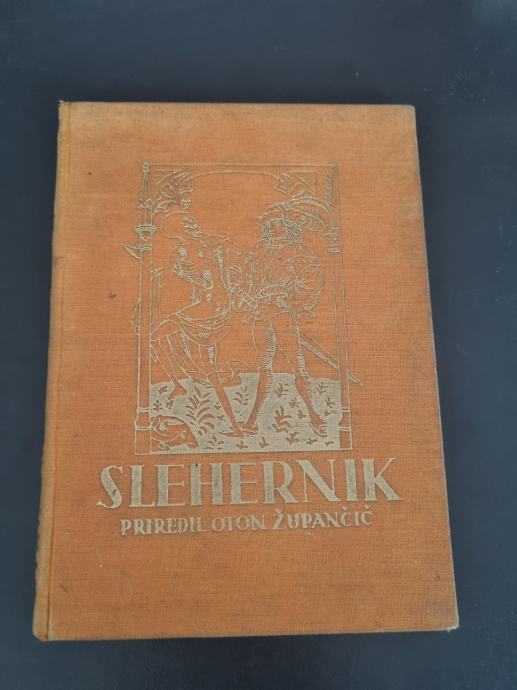 SLEHERNIK
PRIREDIL OTON ŽUPANČIČ